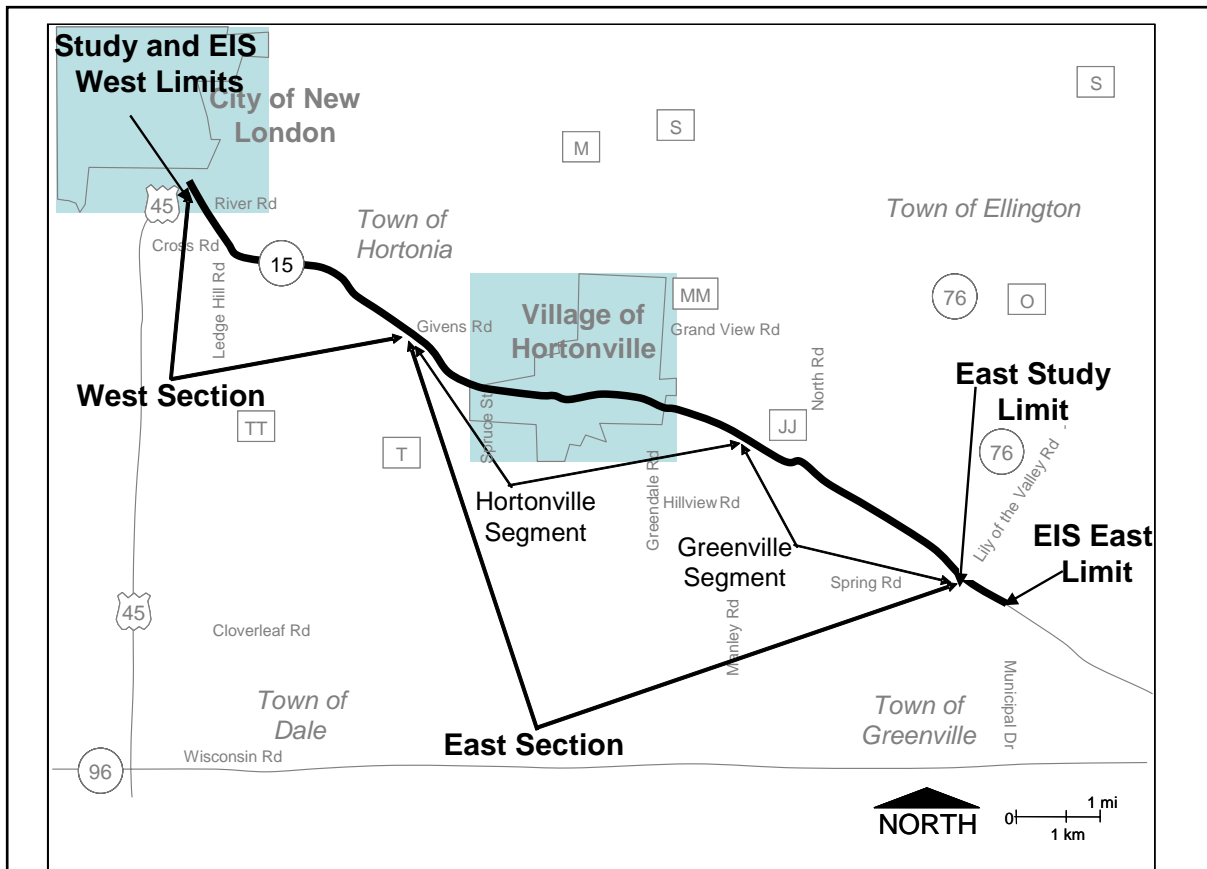 Study and EIS
West Limits
City of New
London
S
S
M
45
River Rd
Town of Ellington
Town of
Hortonia
Cross Rd
15
Ledge Hill Rd
76
O
MM
Village of
Hortonville
Givens Rd
Grand View Rd
North Rd
East Study
Limit
West Section
Spruce St
TT
T
JJ
76
Lily of the Valley Rd
Hortonville
Segment
Greendale Rd
Hillview Rd
Greenville
Segment
EIS East
Limit
Spring Rd
45
Cloverleaf Rd
Manley Rd
Municipal Dr
Town of
Dale
Town of
Greenville
East Section
Wisconsin Rd
96
NORTH
0
1 mi
1 km